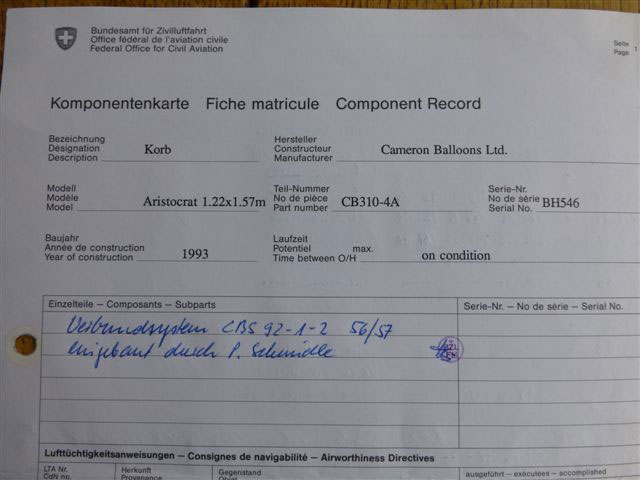 Bundesamt für Zivilluftfahrt
Office fédéral de l'aviation civile
Federal Office for Civil Aviation
Seite
Page 1
Komponentenkarte Fiche matricule Component Record
Bezeichnung
Désignation
Description Korb
Hersteller
Constructeur
Manufacturer Cameron Balloons Ltd.
Modell
Modèle
Model Aristocrat 1.22x1.57m
Teil-Nummer
No de pièce
Part number CB310-4A
Serie-Nr.
No de série
Serial No. BH546
Baujahr
Année de construction
Year of construction 1993
Laufzeit
Potentiel max.
Time between O/H on condition
Einzelteile – Composants – Subparts
Serie-Nr. – No de série – Serial No.
Verbundsystem CBS 92-1-2 56/57
eingebaut durch P. Schmidle
Lufttüchtigkeitsanweisungen – Consignes de navigabilité – Airworthiness Directives
LTA Nr.
CdN no.
Herkunft
Provenance
Gegenstand
Objet
ausgeführt – exécutées – accomplished